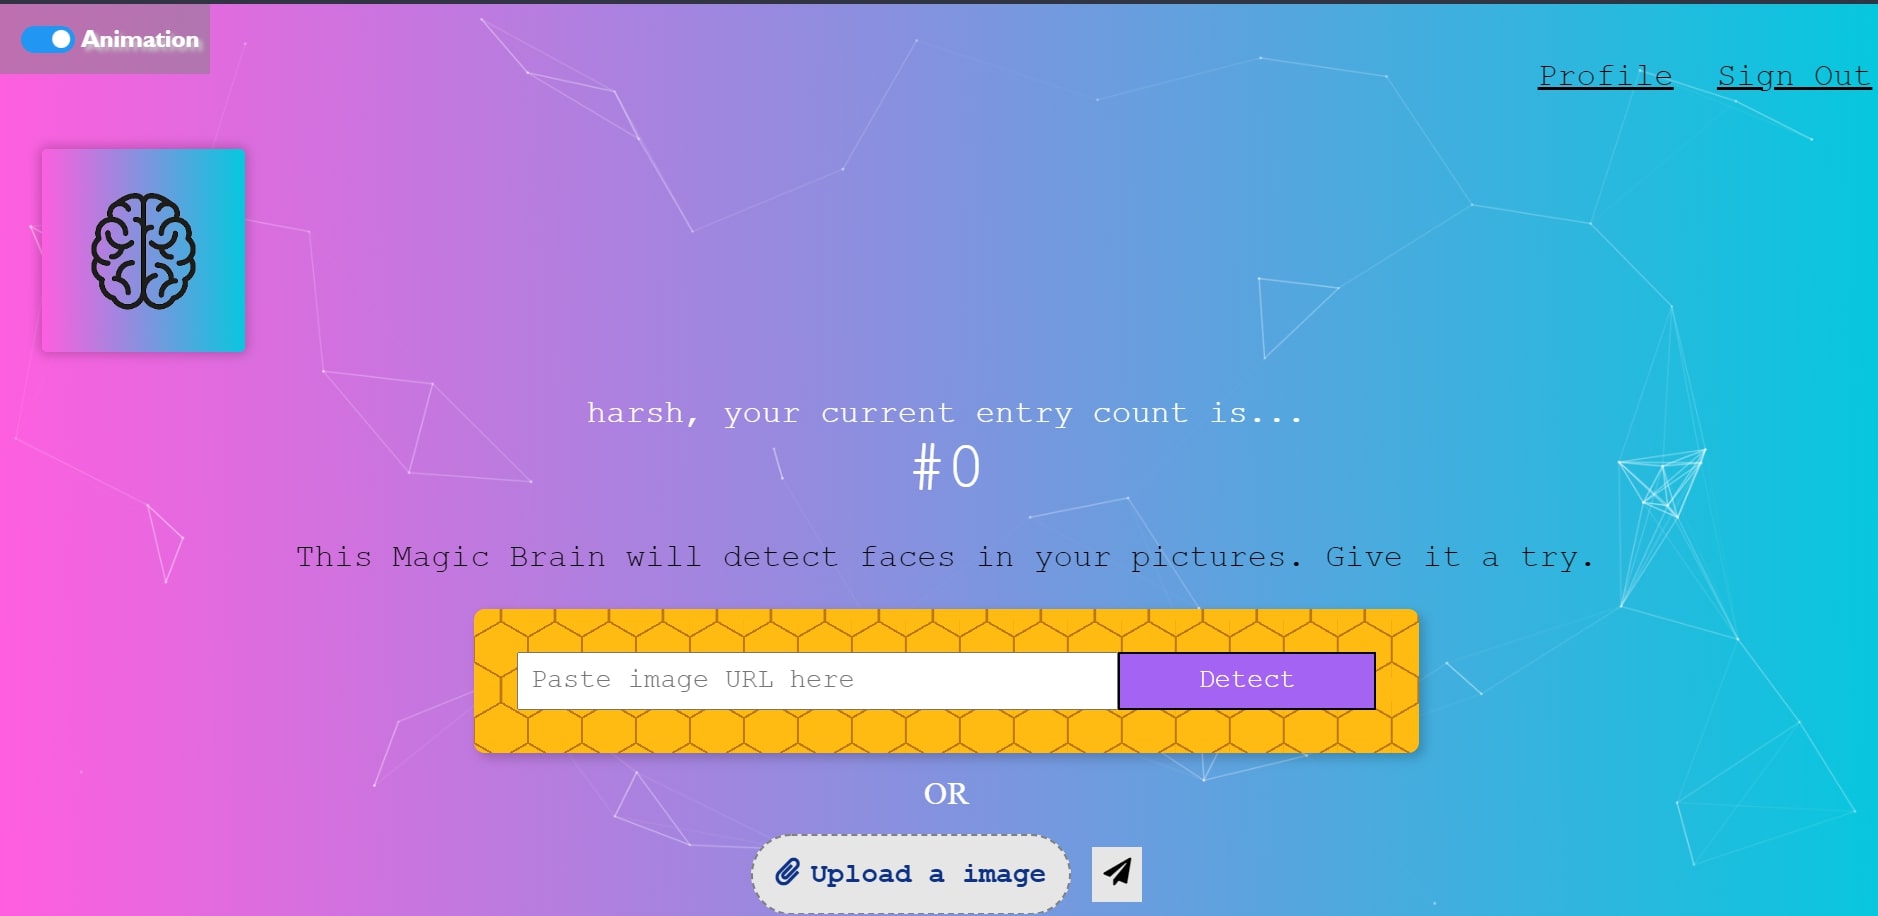 Animation
Profile Sign Out
harsh, your current entry count is...
#0
This Magic Brain will detect faces in your pictures. Give it a try.
Paste image URL here Detect
OR
Upload a image